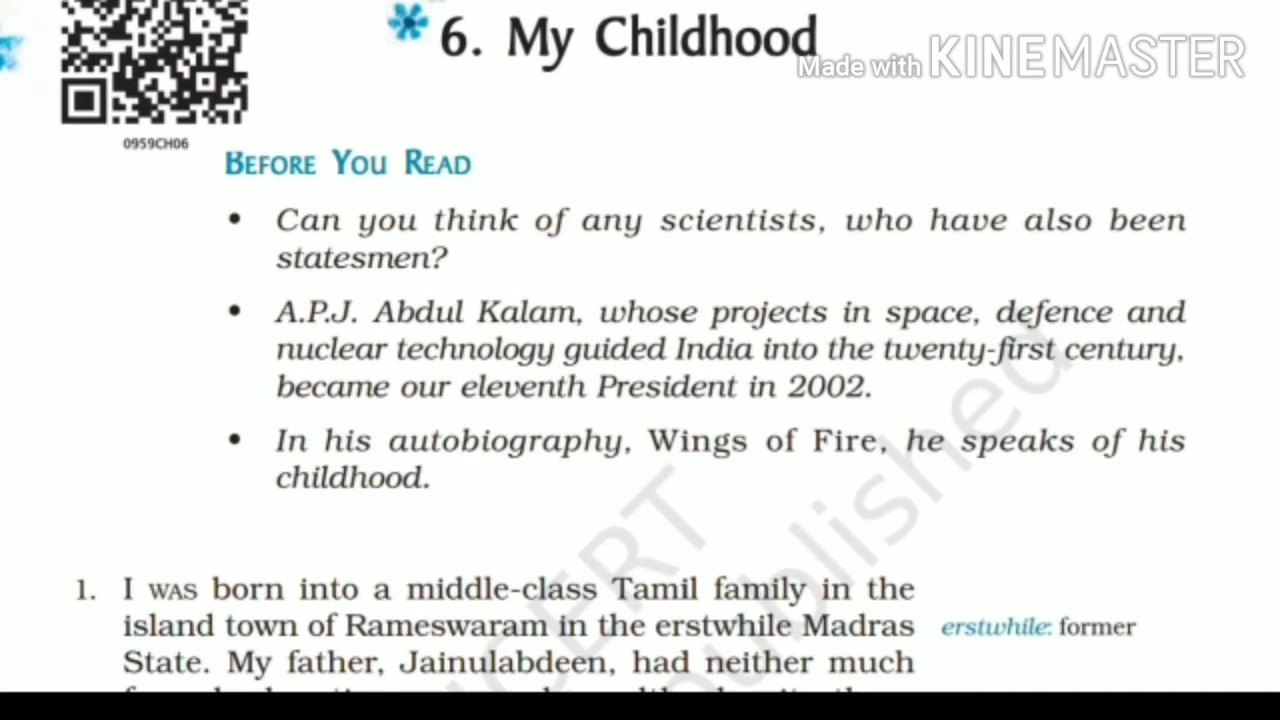 6. My Childhood
Made with KINEMASTER
0959CH06
BEFORE YOU READ
• Can you think of any scientists, who have also been
statesmen?
• A.P.J. Abdul Kalam, whose projects in space, defence and
nuclear technology guided India into the twenty-first century,
became our eleventh President in 2002.
• In his autobiography, Wings of Fire, he speaks of his
childhood.
1. I WAS born into a middle-class Tamil family in the
island town of Rameswaram in the erstwhile Madras
erstwhile: former
State. My father, Jainulabdeen, had neither much